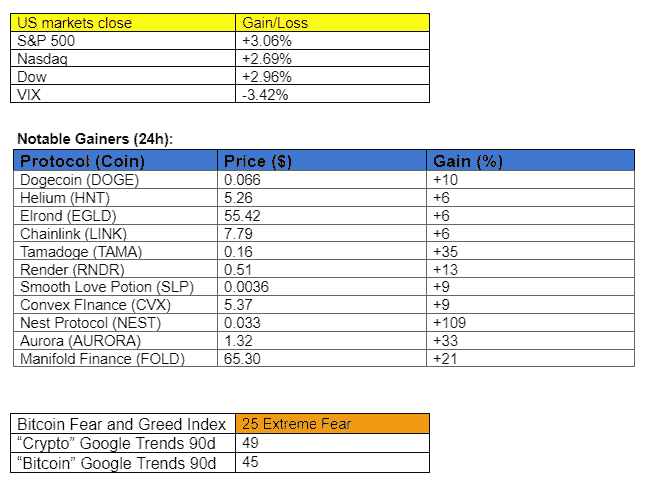 US markets close Gain/Loss
S&P 500 +3.06%
Nasdaq +2.69%
Dow +2.96%
VIX -3.42%
Notable Gainers (24h):
Protocol (Coin) Price ($) Gain (%)
Dogecoin (DOGE) 0.066 +10
Helium (HNT) 5.26 +6
Elrond (EGLD) 55.42 +6
Chainlink (LINK) 7.79 +6
Tamadoge (TAMA) 0.16 +35
Render (RNDR) 0.51 +13
Smooth Love Potion (SLP) 0.0036 +9
Convex FInance (CVX) 5.37 +9
Nest Protocol (NEST) 0.033 +109
Aurora (AURORA) 1.32 +33
Manifold Finance (FOLD) 65.30 +21
Bitcoin Fear and Greed Index 25 Extreme Fear
“Crypto” Google Trends 90d 49
“Bitcoin” Google Trends 90d 45